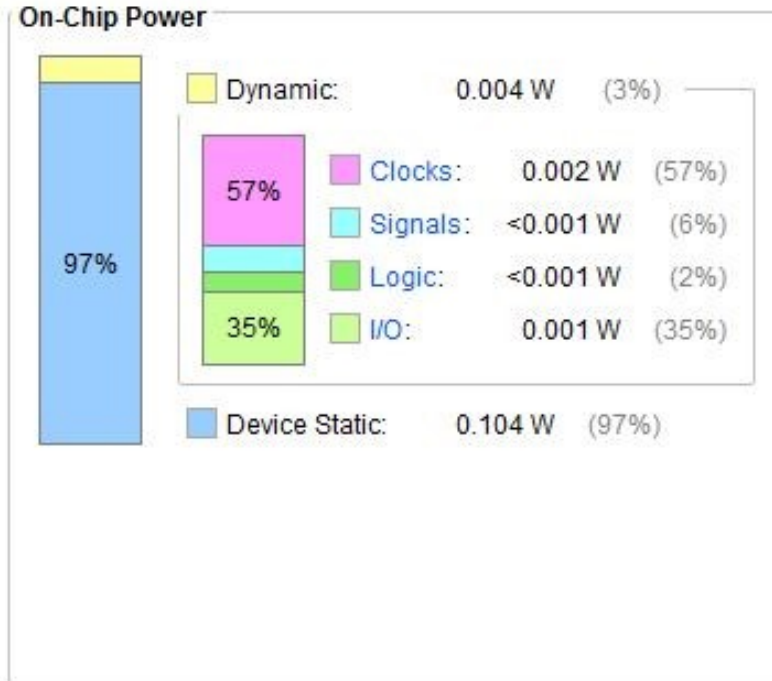 On-Chip Power
Dynamic: 0.004 W (3%)
57%
Clocks: 0.002 W (57%)
Signals: <0.001 W (6%)
97%
Logic: <0.001 W (2%)
35%
I/O: 0.001 W (35%)
Device Static: 0.104 W (97%)